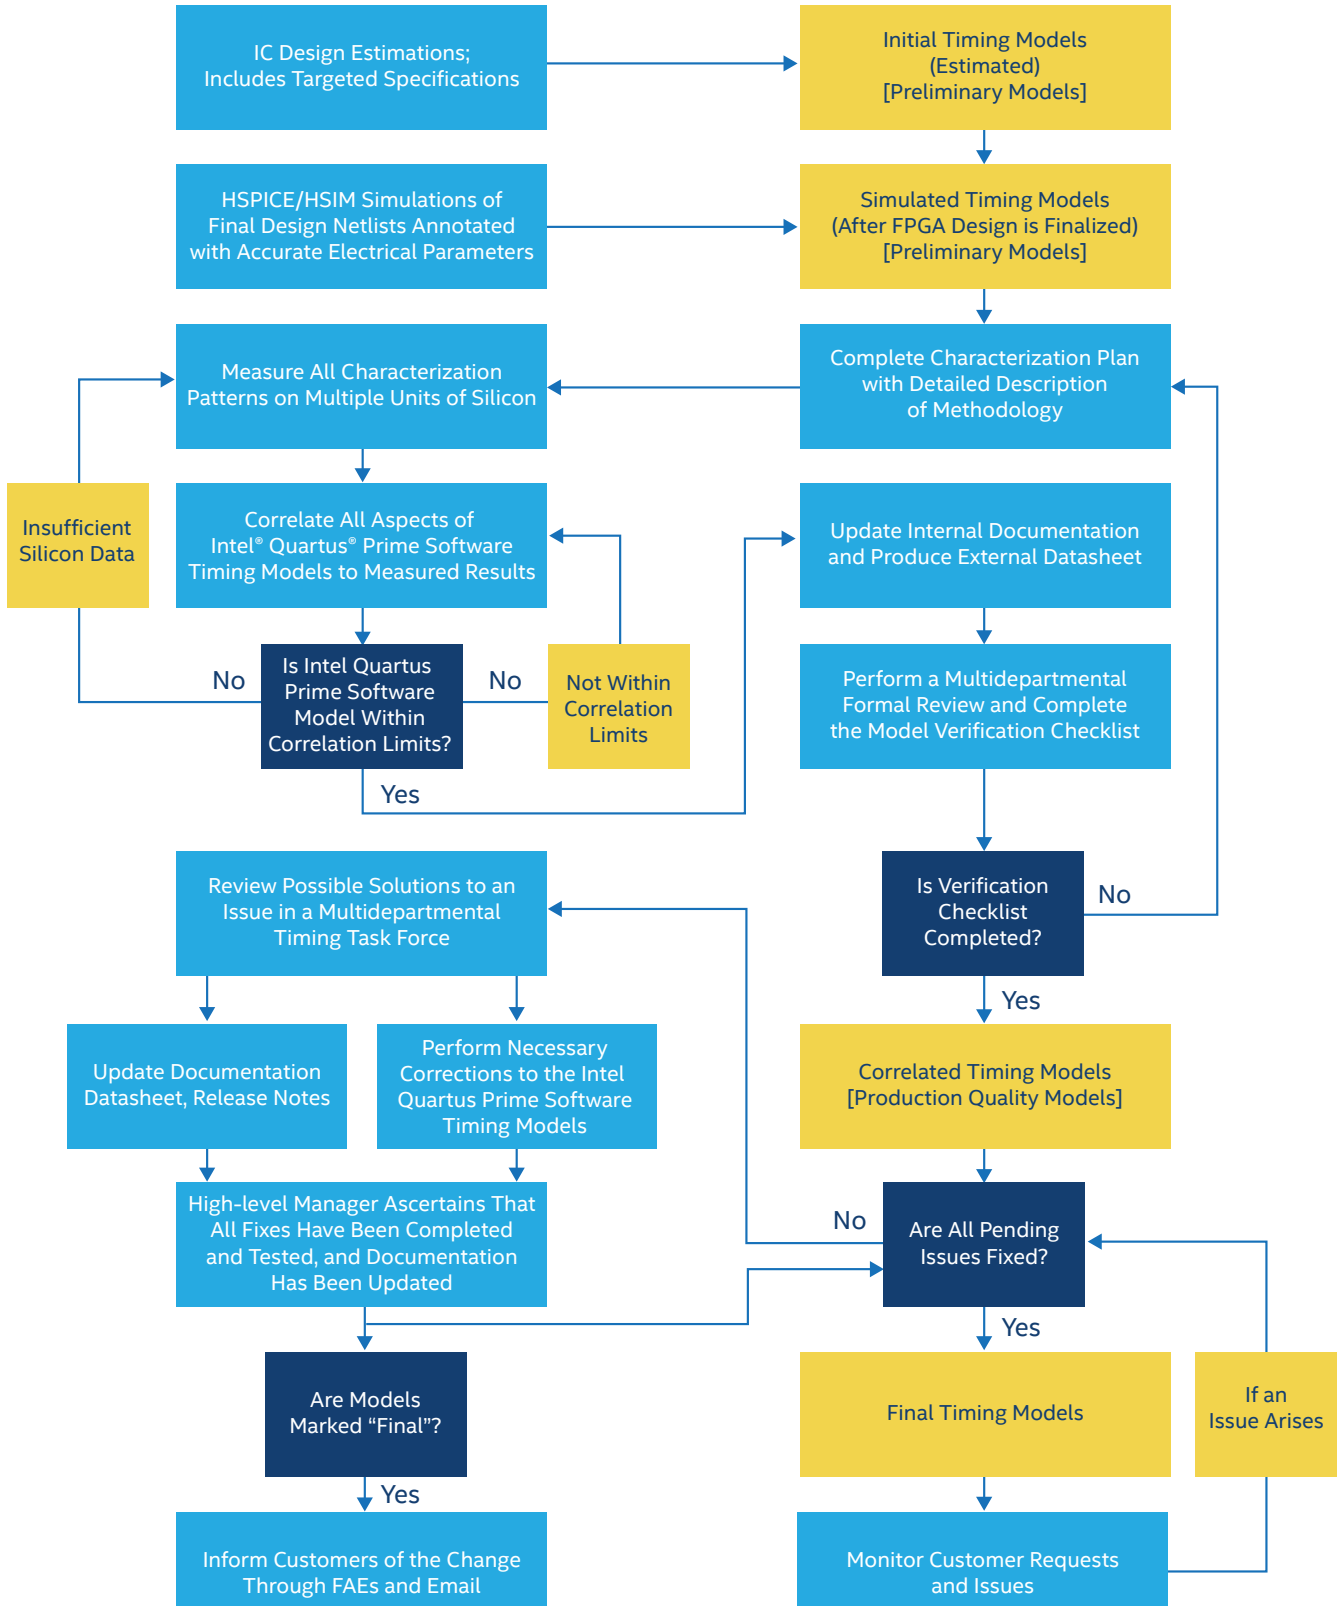 IC Design Estimations;
Includes Targeted Specifications
Initial Timing Models
(Estimated)
[Preliminary Models]
HSPICE/HSIM Simulations of
Final Design Netlists Annotated
with Accurate Electrical Parameters
Simulated Timing Models
(After FPGA Design is Finalized)
[Preliminary Models]
Measure All Characterization
Patterns on Multiple Units of Silicon
Complete Characterization Plan
with Detailed Description
of Methodology
Insufficient
Silicon Data
Correlate All Aspects of
Intel® Quartus® Prime Software
Timing Models to Measured Results
Update Internal Documentation
and Produce External Datasheet
No
Is Intel Quartus
Prime Software
Model Within
Correlation Limits?
No
Not Within
Correlation
Limits
Perform a Multidepartmental
Formal Review and Complete
the Model Verification Checklist
Yes
Review Possible Solutions to an
Issue in a Multidepartmental
Timing Task Force
Is Verification
Checklist
Completed?
No
Yes
Update Documentation
Datasheet, Release Notes
Perform Necessary
Corrections to the Intel
Quartus Prime Software
Timing Models
Correlated Timing Models
[Production Quality Models]
High-level Manager Ascertains That
All Fixes Have Been Completed
and Tested, and Documentation
Has Been Updated
No
Are All Pending
Issues Fixed?
Yes
Are Models
Marked “Final”?
Final Timing Models
If an
Issue Arises
Yes
Inform Customers of the Change
Through FAEs and Email
Monitor Customer Requests
and Issues